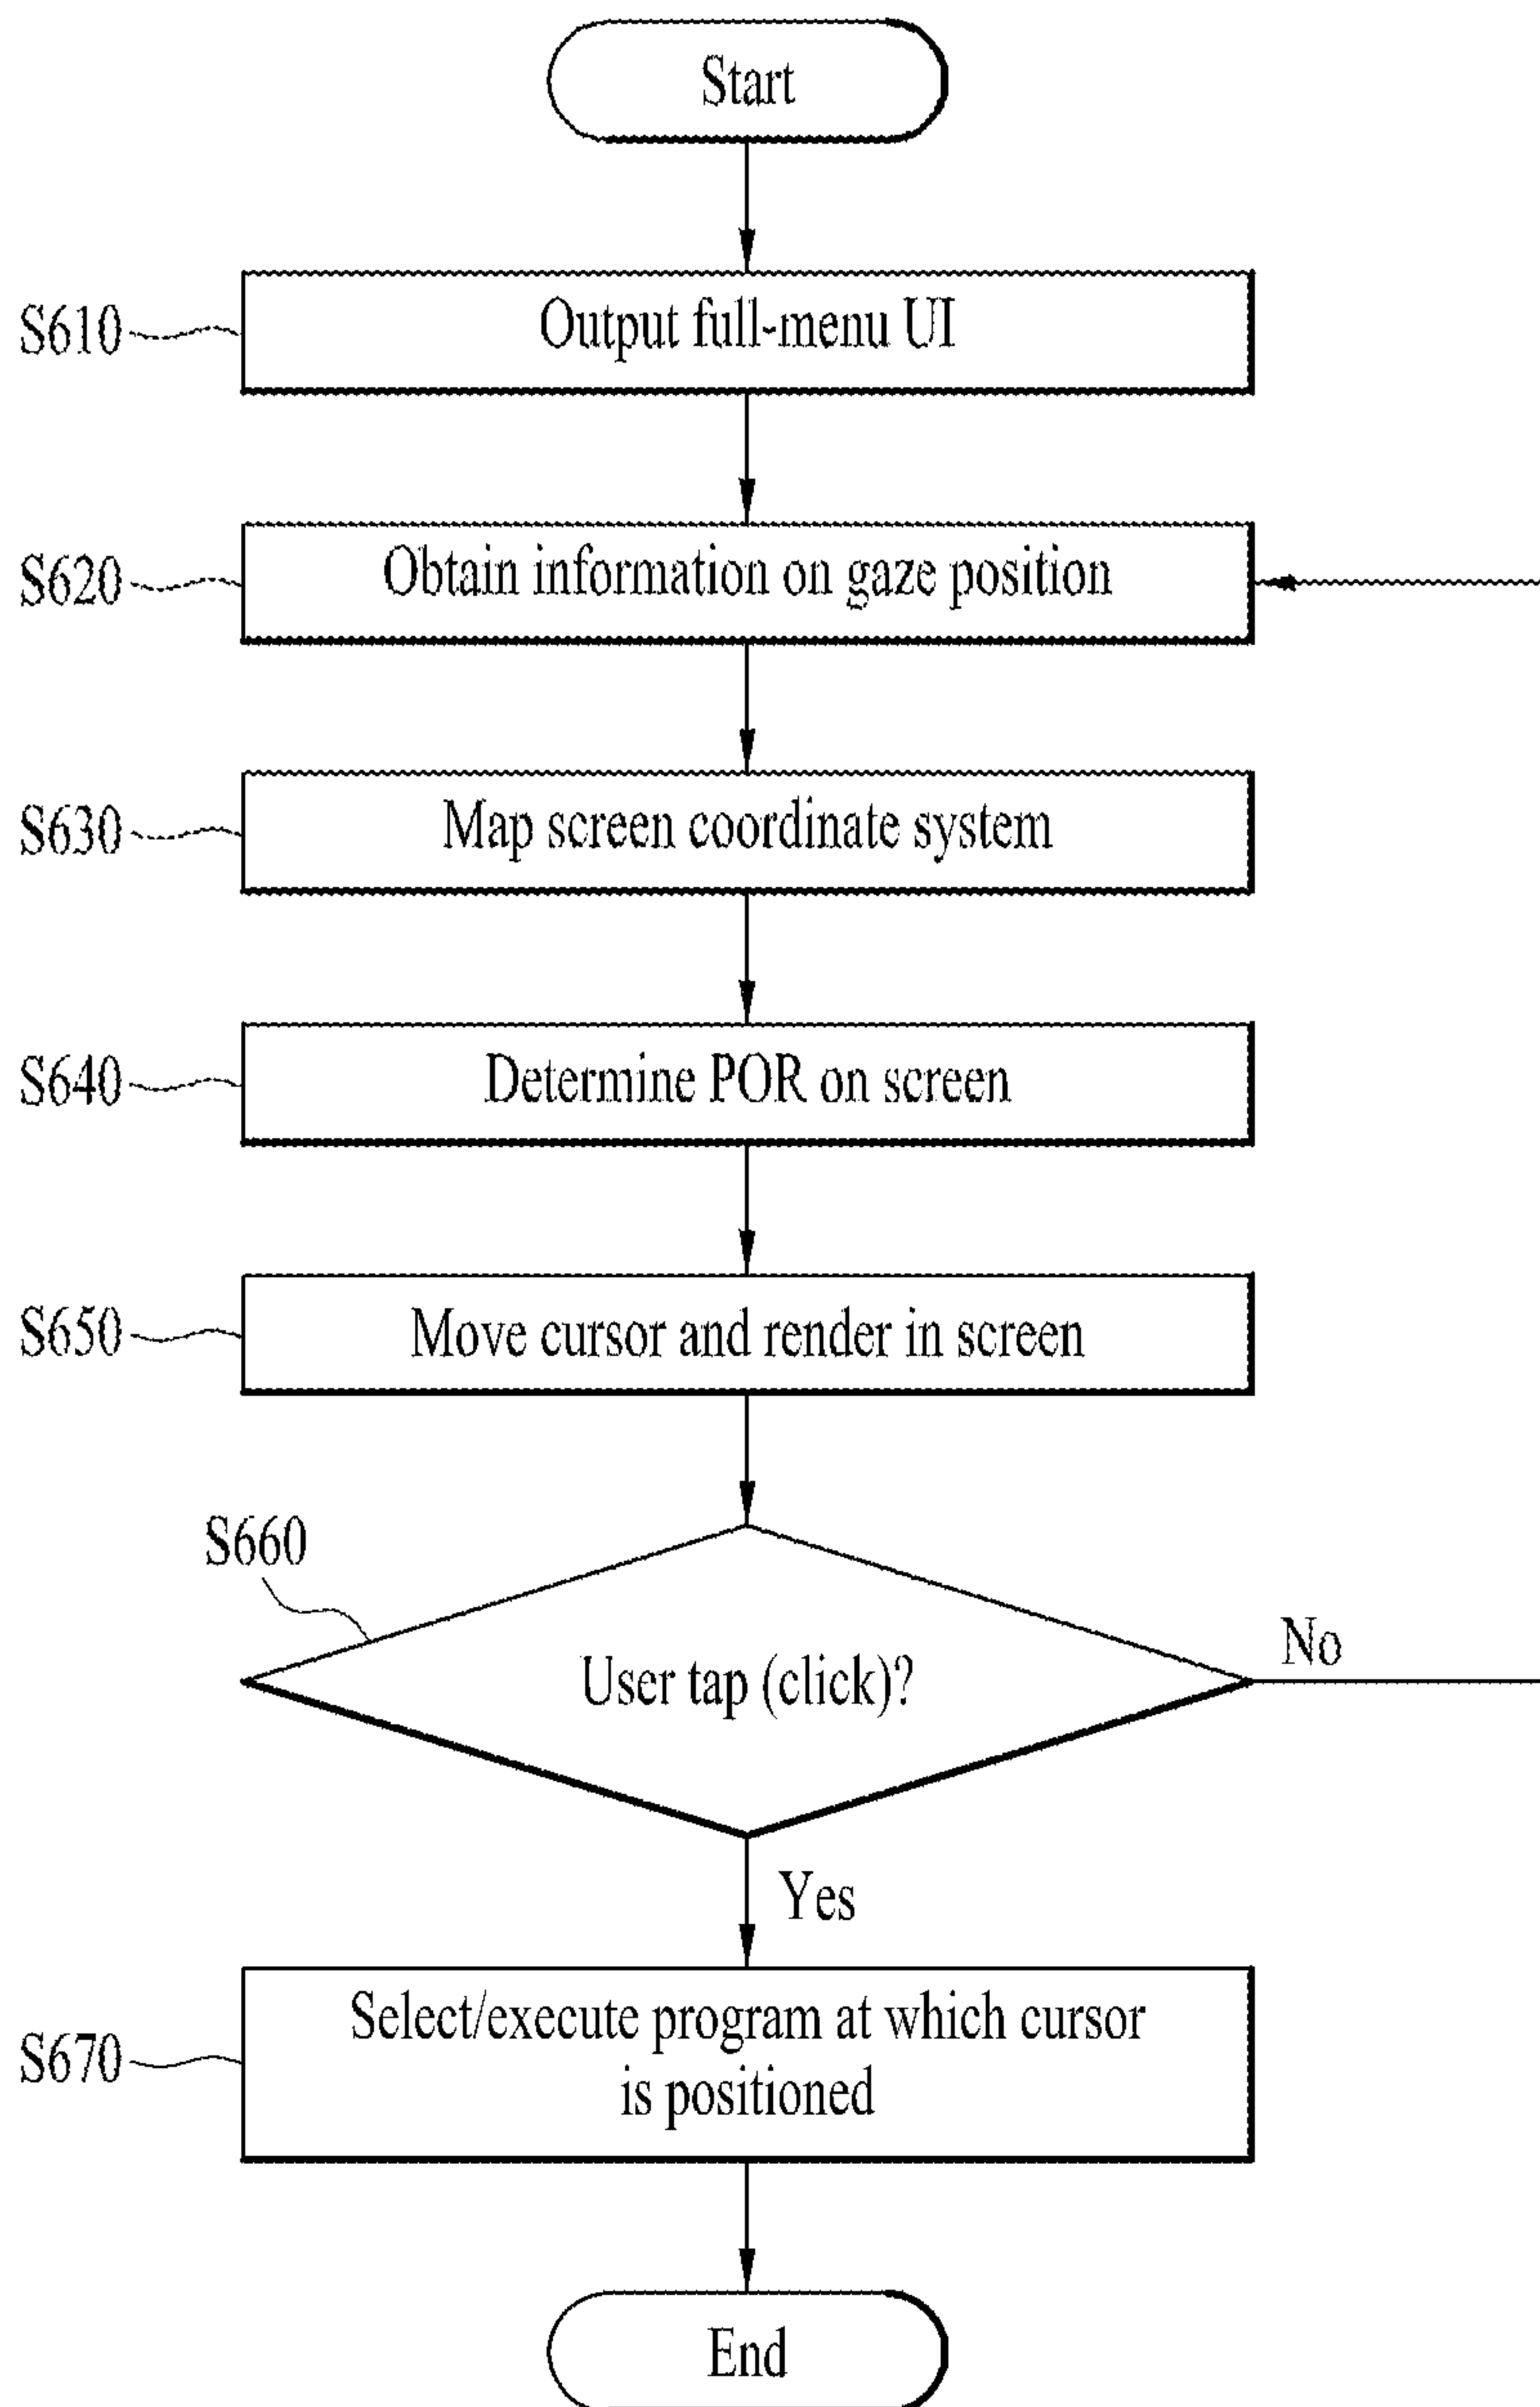 Start
S610
Output full-menu UI
S620
Obtain information on gaze position
S630
Map screen coordinate system
S640
Determine POR on screen
S650
Move cursor and render in screen
S660
User tap (click)?
No
Yes
S670
Select/execute program at which cursor
is positioned
End